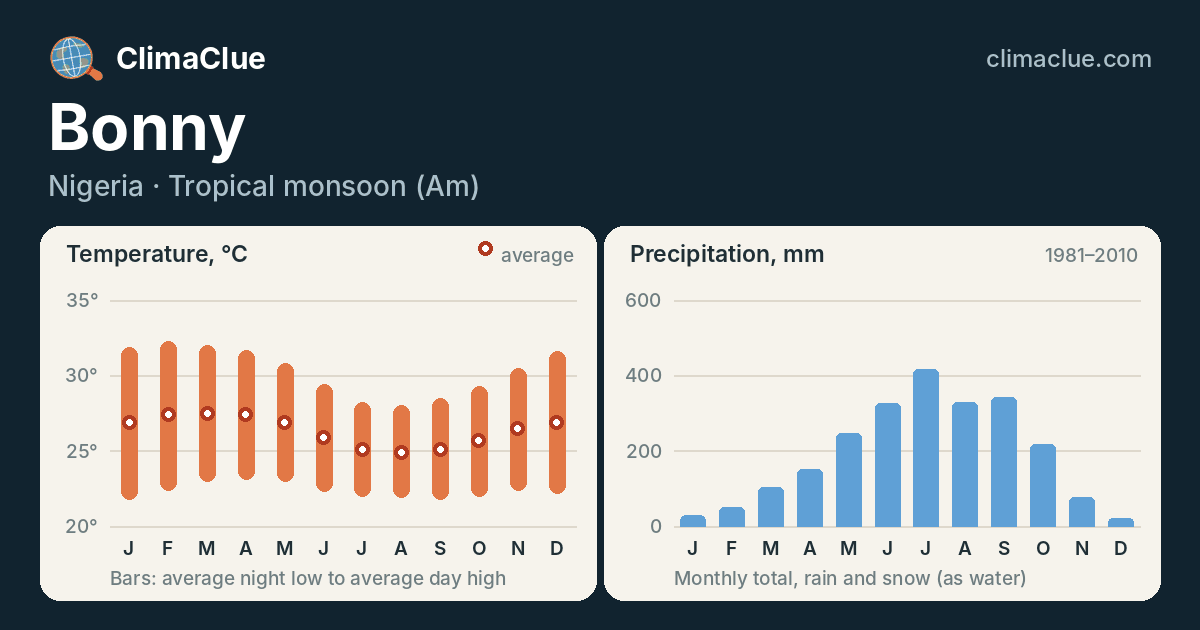 ClimaClue
climaclue.com
Bonny
Nigeria · Tropical monsoon (Am)
Temperature, °C
average
35°
30°
25°
20°
J F M A M J J A S O N D
Bars: average night low to average day high
Precipitation, mm
1981–2010
600
400
200
0
J F M A M J J A S O N D
Monthly total, rain and snow (as water)